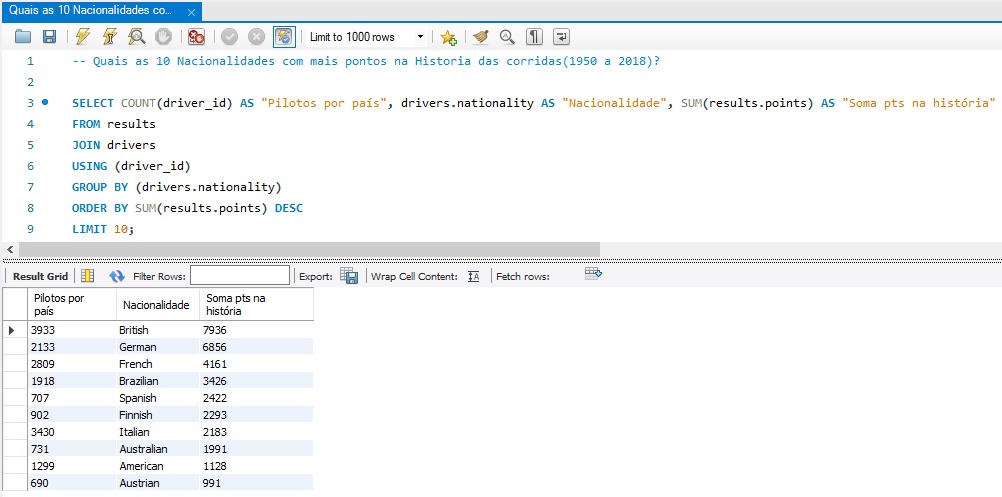 Quais as 10 Nacionalidades co...
Limit to 1000 rows
1 -- Quais as 10 Nacionalidades com mais pontos na Historia das corridas(1950 a 2018)?
2
3 SELECT COUNT(driver_id) AS "Pilotos por país", drivers.nationality AS "Nacionalidade", SUM(results.points) AS "Soma pts na história"
4 FROM results
5 JOIN drivers
6 USING (driver_id)
7 GROUP BY (drivers.nationality)
8 ORDER BY SUM(results.points) DESC
9 LIMIT 10;
Result Grid Filter Rows: Export: Wrap Cell Content: Fetch rows:
Pilotos por país Nacionalidade Soma pts na história
3933 British 7936
2133 German 6856
2809 French 4161
1918 Brazilian 3426
707 Spanish 2422
902 Finnish 2293
3430 Italian 2183
731 Australian 1991
1299 American 1128
690 Austrian 991